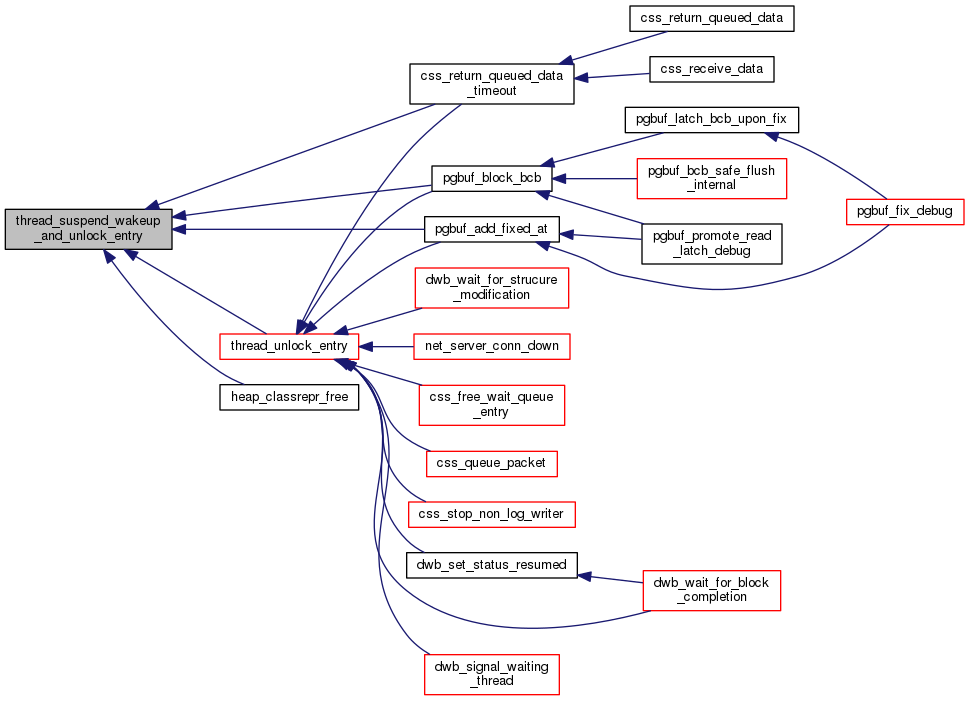 css_return_queued_data
css_return_queued_data
_timeout
css_receive_data
pgbuf_latch_bcb_upon_fix
pgbuf_block_bcb
pgbuf_bcb_safe_flush
_internal
pgbuf_fix_debug
thread_suspend_wakeup
_and_unlock_entry
pgbuf_add_fixed_at
pgbuf_promote_read
_latch_debug
dwb_wait_for_strucure
_modification
thread_unlock_entry
net_server_conn_down
heap_classrepr_free
css_free_wait_queue
_entry
css_queue_packet
css_stop_non_log_writer
dwb_set_status_resumed
dwb_wait_for_block
_completion
dwb_signal_waiting
_thread